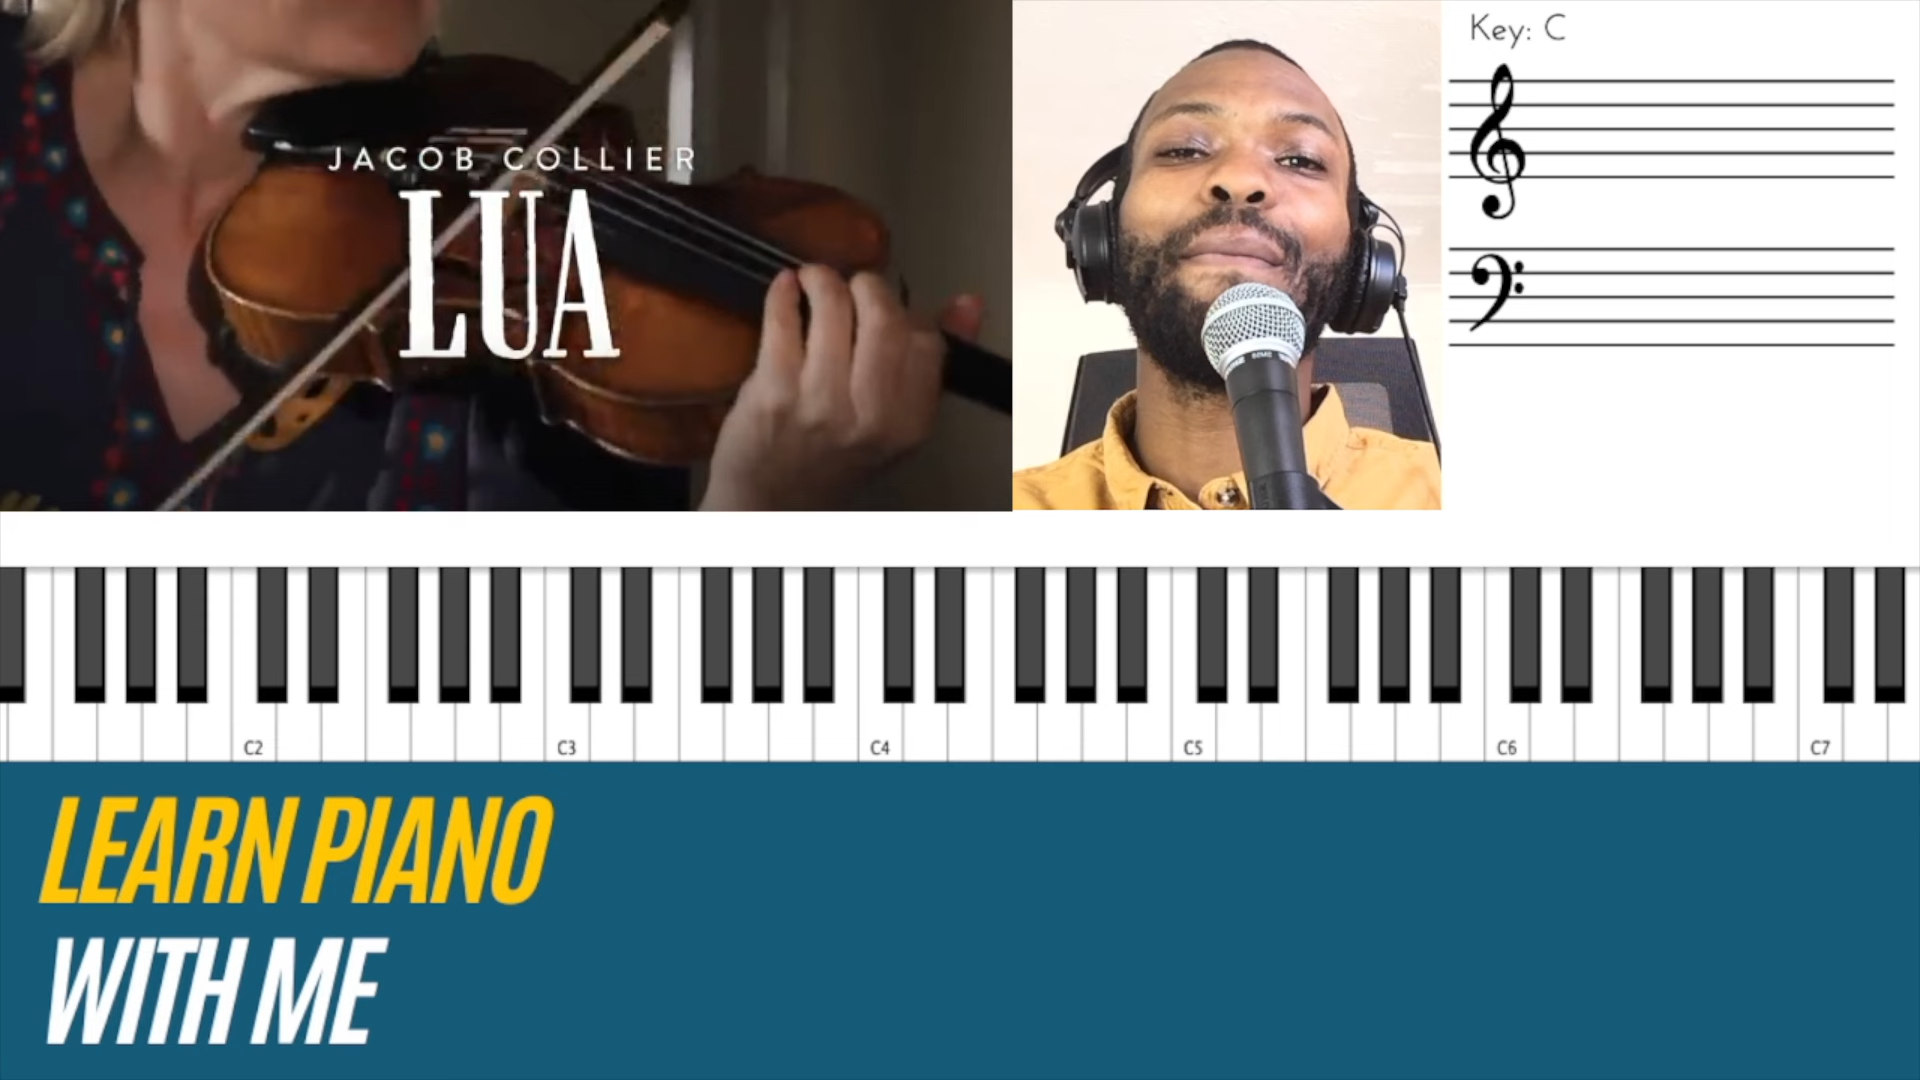 JACOB COLLIER
LUA
Key: C
C2 C3 C4 C5 C6 C7
LEARN PIANO
WITH ME